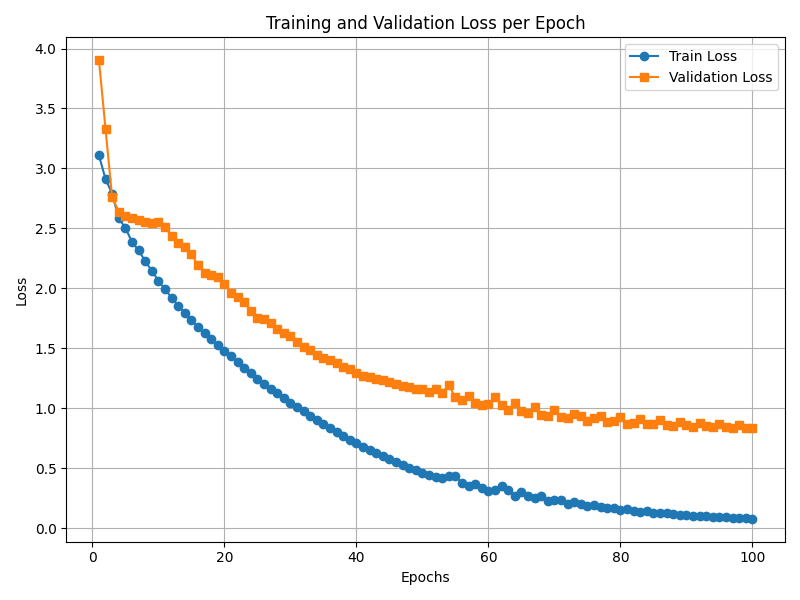 Training and Validation Loss per Epoch
Train Loss
Validation Loss
4.0
3.5
3.0
2.5
2.0
1.5
1.0
0.5
0.0
Loss
0 20 40 60 80 100
Epochs